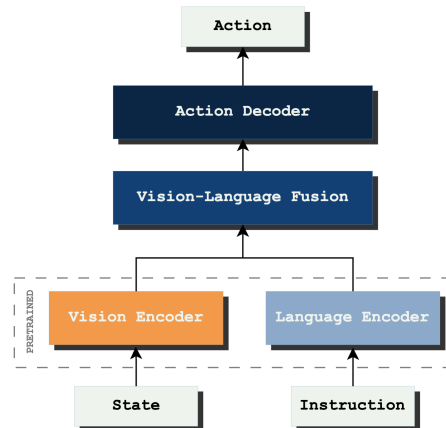 Action
Action Decoder
Vision-Language Fusion
PRETRAINED
Vision Encoder
Language Encoder
State
Instruction